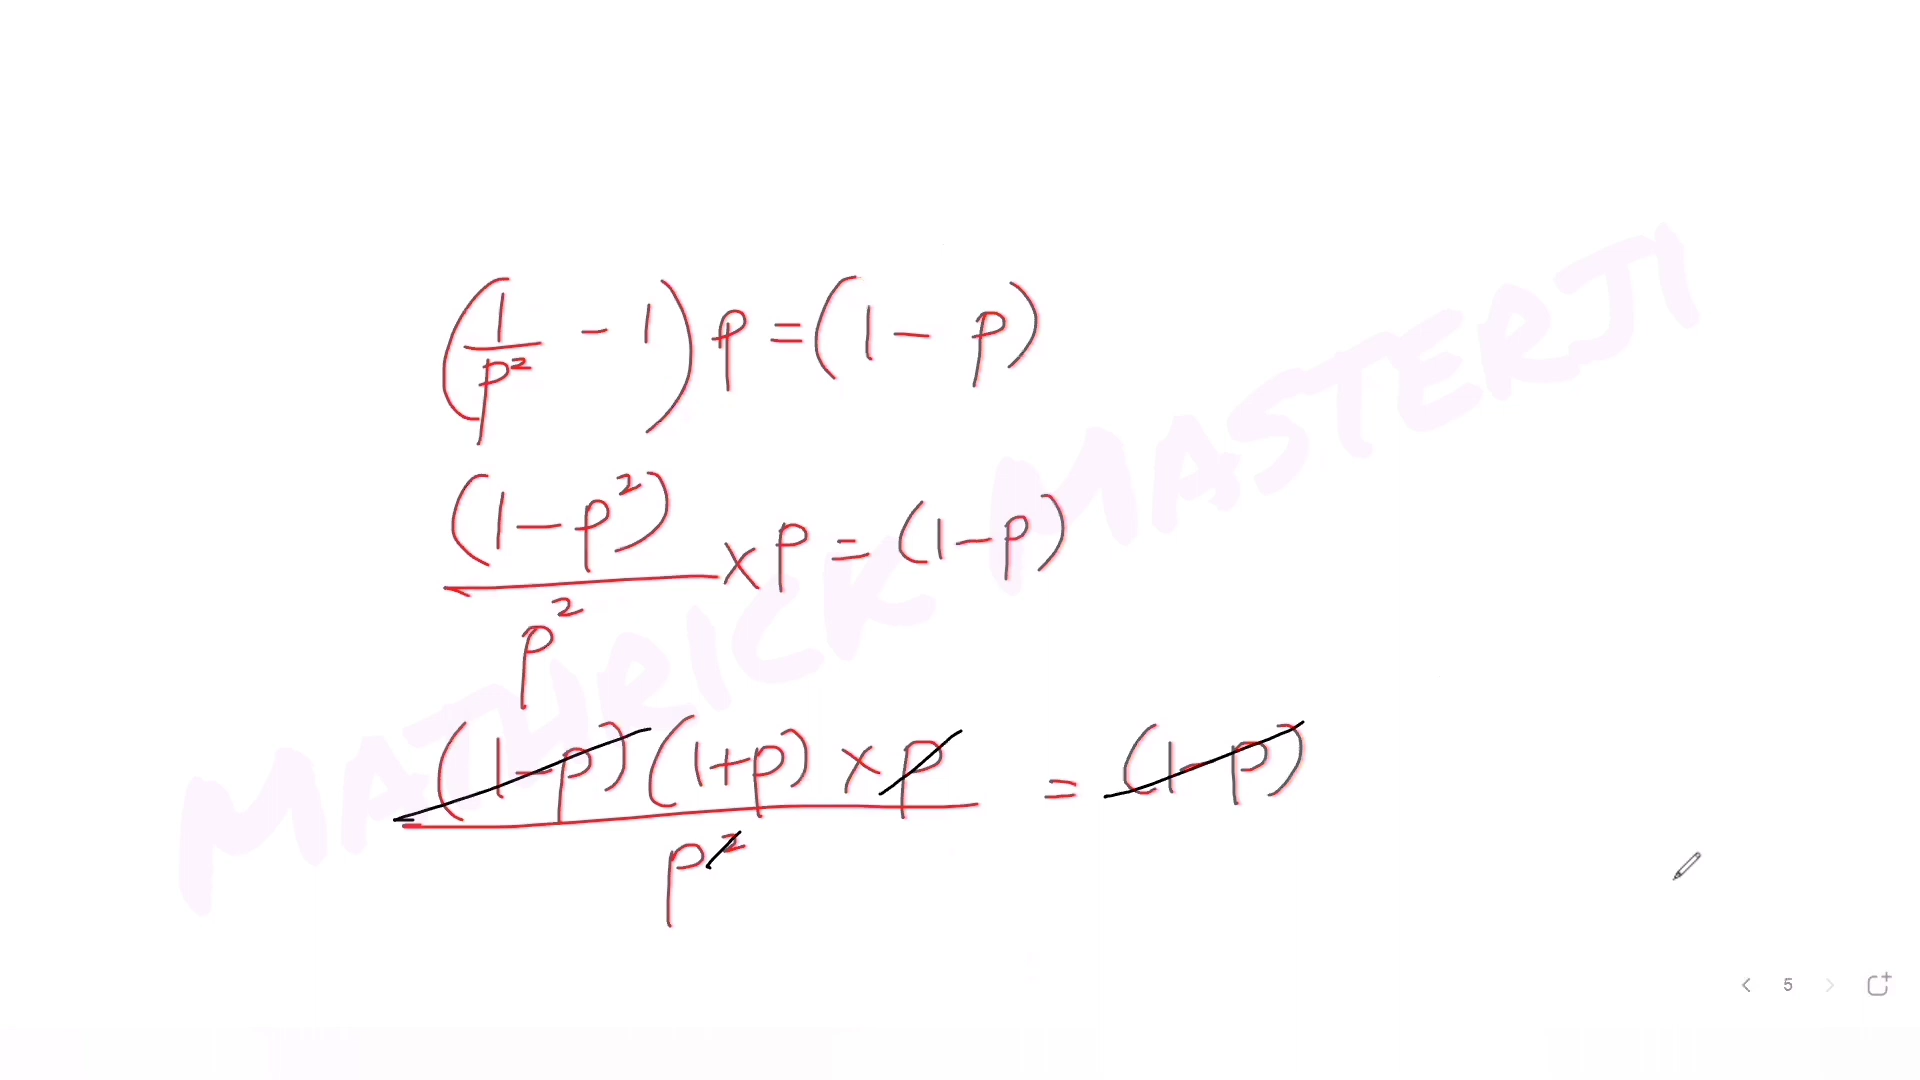 (1/p² - 1) p = (1 - p)
(1-p²)/p² × p = (1-p)
(1-p)(1+p) × p / p² = (1-p)
MATHRICK MASTERJI
5